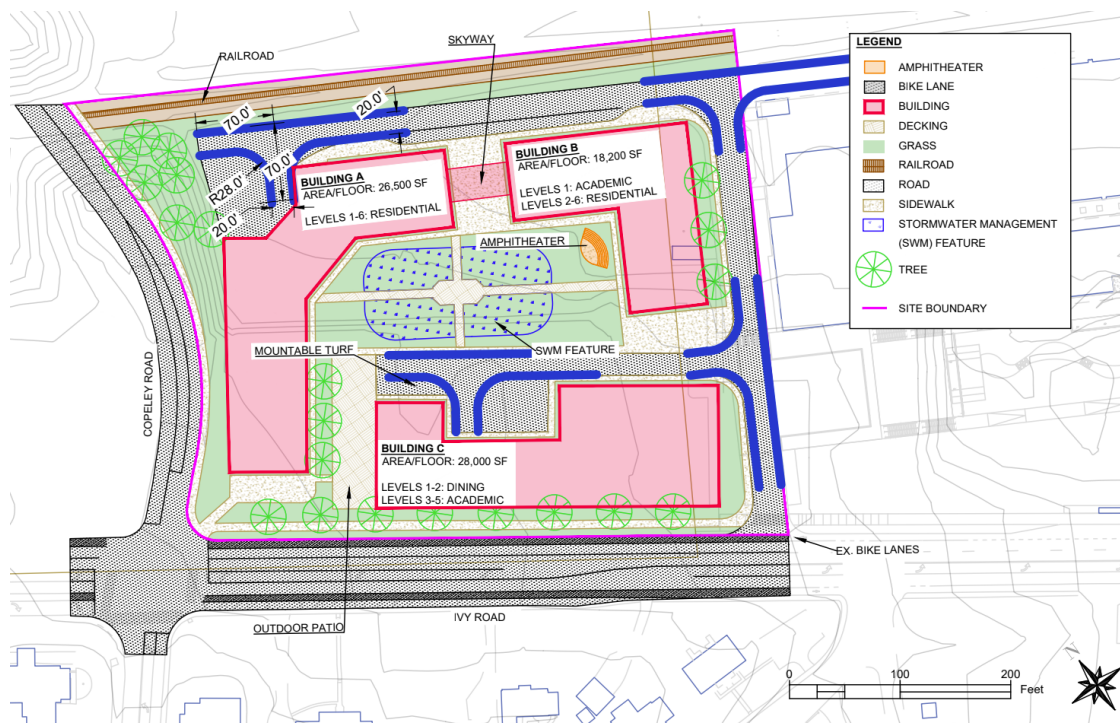 RAILROAD
SKYWAY
70.0'
20.0'
70.0'
R28.0'
20.0'
BUILDING A
AREA/FLOOR: 26,500 SF
LEVELS 1-6: RESIDENTIAL
BUILDING B
AREA/FLOOR: 18,200 SF
LEVELS 1: ACADEMIC
LEVELS 2-6: RESIDENTIAL
AMPHITHEATER
MOUNTABLE TURF
SWM FEATURE
COPELEY ROAD
BUILDING C
AREA/FLOOR: 28,000 SF
LEVELS 1-2: DINING
LEVELS 3-5: ACADEMIC
EX. BIKE LANES
OUTDOOR PATIO
IVY ROAD
LEGEND
AMPHITHEATER
BIKE LANE
BUILDING
DECKING
GRASS
RAILROAD
ROAD
SIDEWALK
STORMWATER MANAGEMENT
(SWM) FEATURE
TREE
SITE BOUNDARY
0 100 200
Feet
N